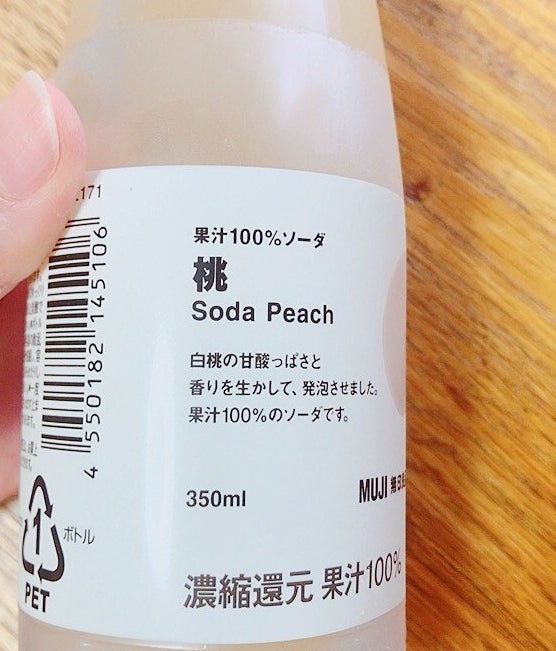 171
4 550182 145106
果汁100%ソーダ
桃
Soda Peach
白桃の甘酸っぱさと
香りを生かして、発泡させました。
果汁100%のソーダです。
350ml
MUJI 無印
1
ボトル
PET
濃縮還元 果汁100%